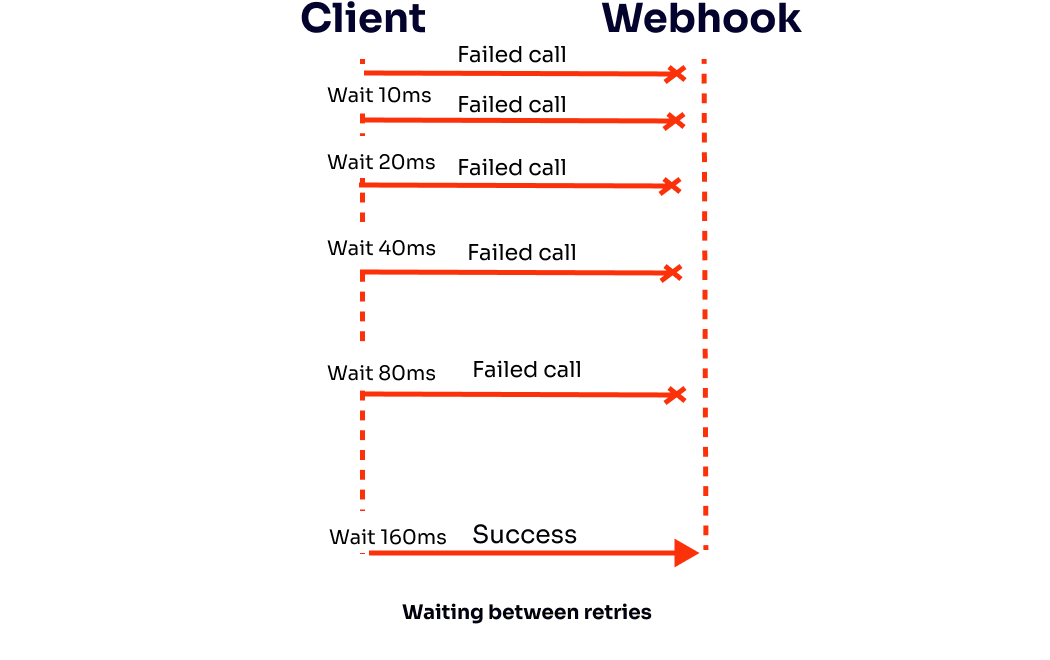 Client Webhook
Failed call
Wait 10ms
Failed call
Wait 20ms
Failed call
Wait 40ms
Failed call
Wait 80ms
Failed call
Wait 160ms
Success
Waiting between retries